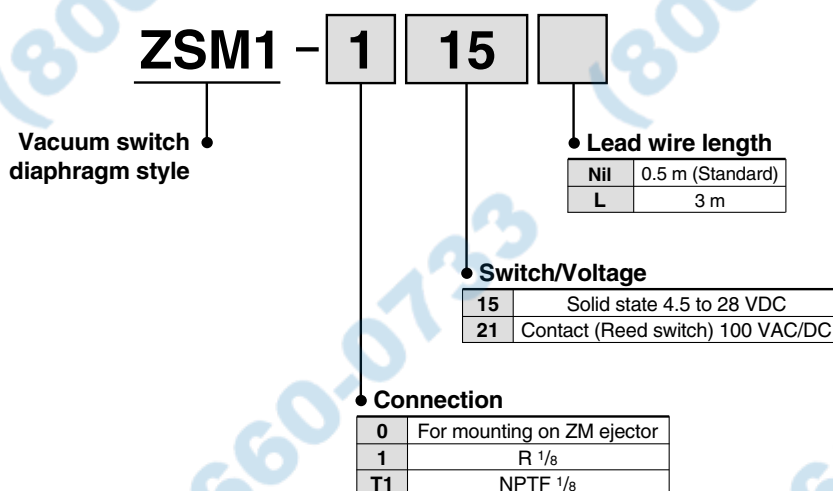 ZSM1 – 1 15
Vacuum switch
diaphragm style
Lead wire length
Nil 0.5 m (Standard)
L 3 m
Switch/Voltage
15 Solid state 4.5 to 28 VDC
21 Contact (Reed switch) 100 VAC/DC
Connection
0 For mounting on ZM ejector
1 R 1/8
T1 NPTF 1/8